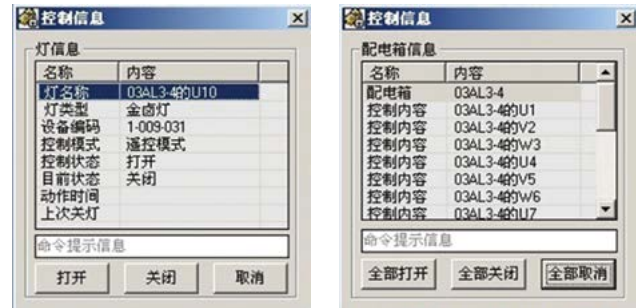 控制信息
灯信息
名称 内容
灯名称 03AL3-4的U10
灯类型 金卤灯
设备编码 1-009-031
控制模式 遥控模式
控制状态 打开
目前状态 关闭
动作时间
上次关灯
命令提示信息
打开 关闭 取消
控制信息
配电箱信息
名称 内容
配电箱 03AL3-4
控制内容 03AL3-4的U1
控制内容 03AL3-4的V2
控制内容 03AL3-4的W3
控制内容 03AL3-4的U4
控制内容 03AL3-4的V5
控制内容 03AL3-4的W6
控制内容 03AL3-4的U7
命令提示信息
全部打开 全部关闭 全部取消